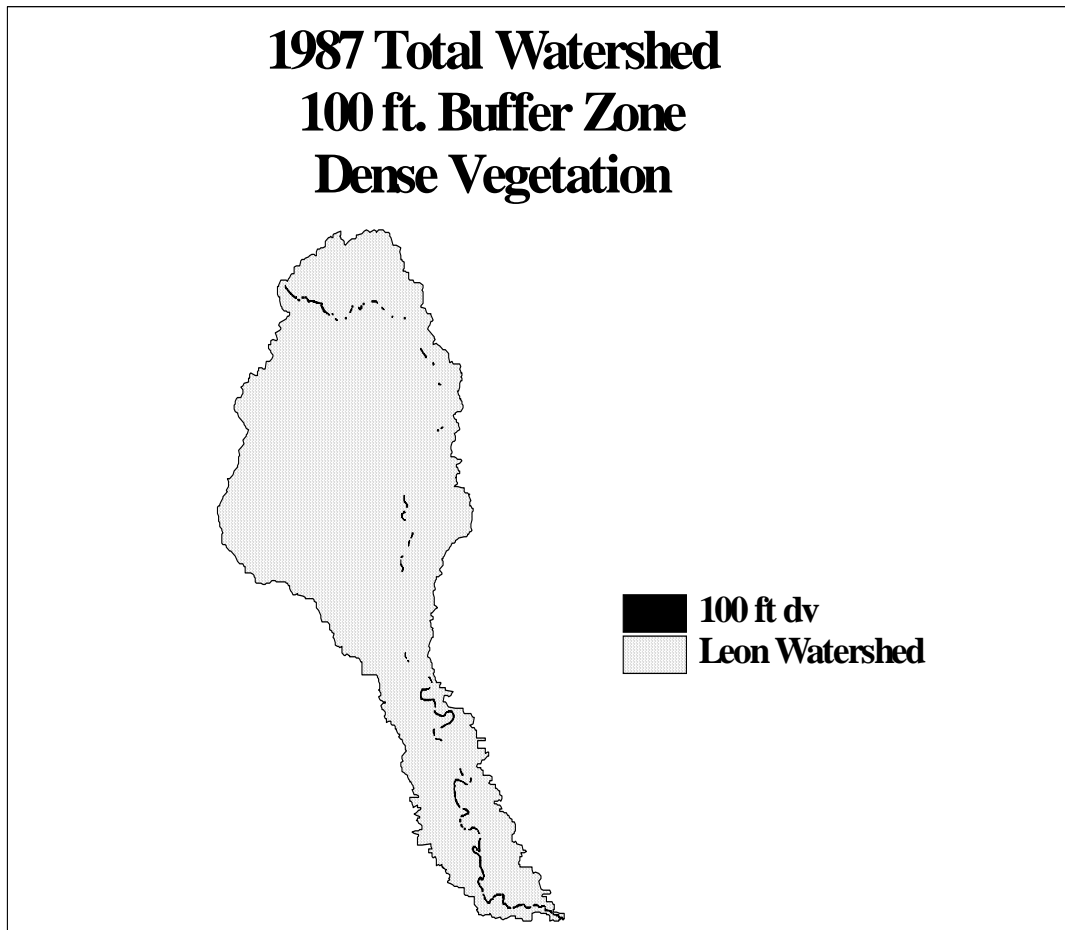 1987 Total Watershed
100 ft. Buffer Zone
Dense Vegetation
100 ft dv
Leon Watershed